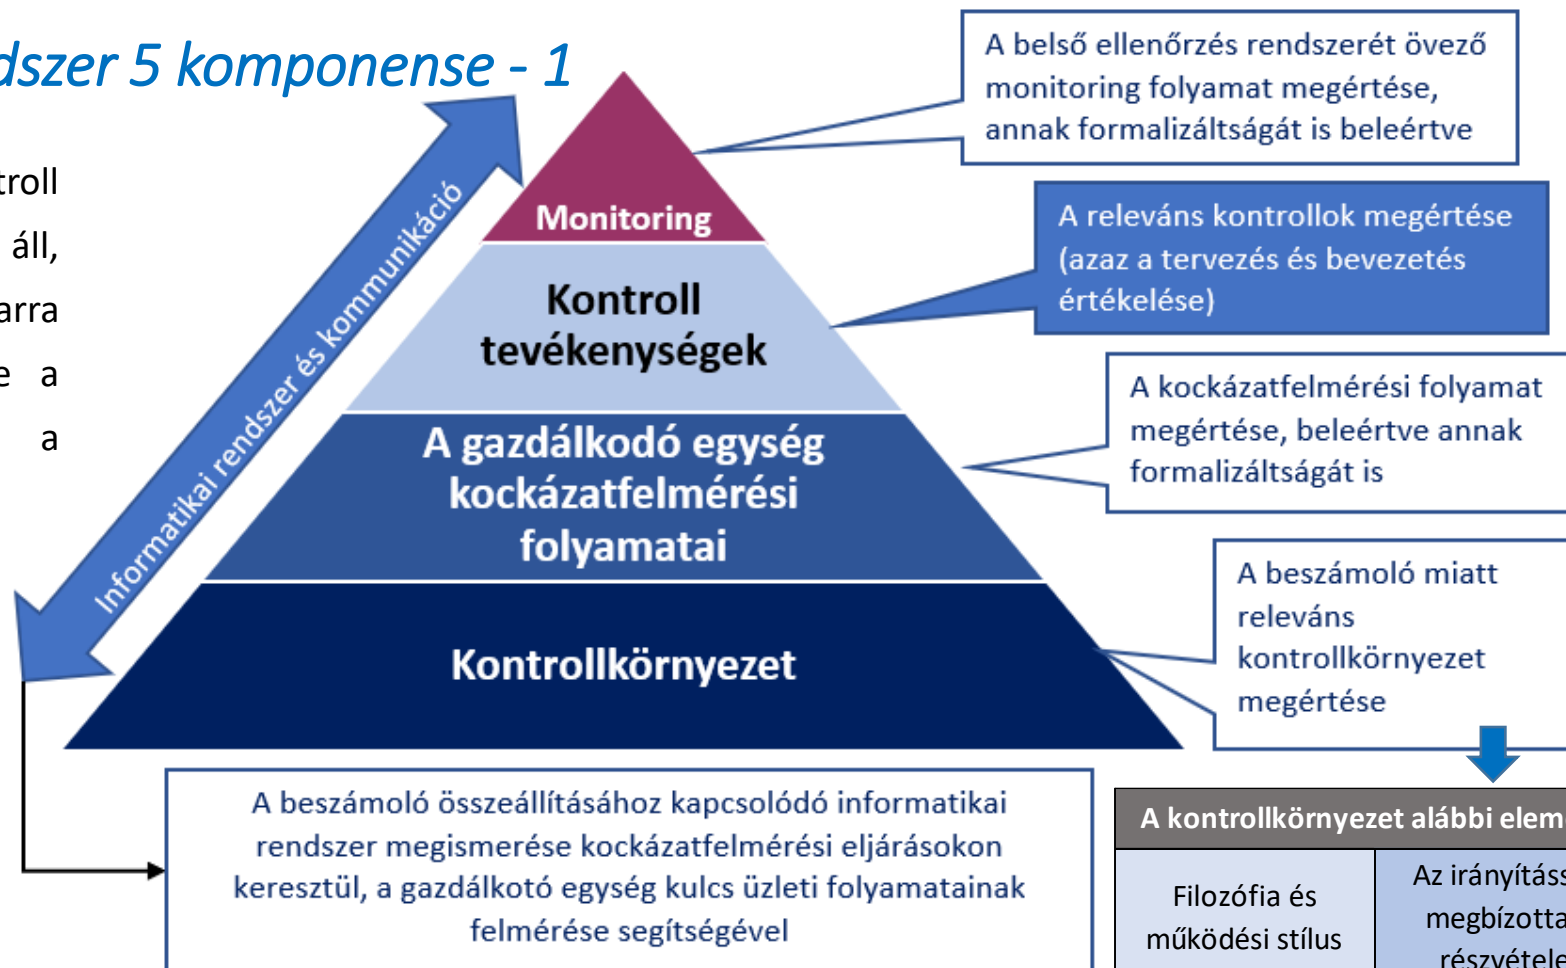 dszer 5 komponense - 1
troll
áll,
arra
e a
a
Informatikai rendszer és kommunikáció
Monitoring
Kontroll
tevékenységek
A gazdálkodó egység
kockázatfelmérési
folyamatai
Kontrollkörnyezet
A belső ellenőrzés rendszerét övező
monitoring folyamat megértése,
annak formalizáltságát is beleértve
A releváns kontrollok megértése
(azaz a tervezés és bevezetés
értékelése)
A kockázatfelmérési folyamat
megértése, beleértve annak
formalizáltságát is
A beszámoló miatt
releváns
kontrollkörnyezet
megértése
A beszámoló összeállításához kapcsolódó informatikai
rendszer megismerése kockázatfelmérési eljárásokon
keresztül, a gazdálkotó egység kulcs üzleti folyamatainak
felmérése segítségével
A kontrollkörnyezet alábbi elem
Filozófia és
működési stílus
Az irányításs
megbízotta
részvétele